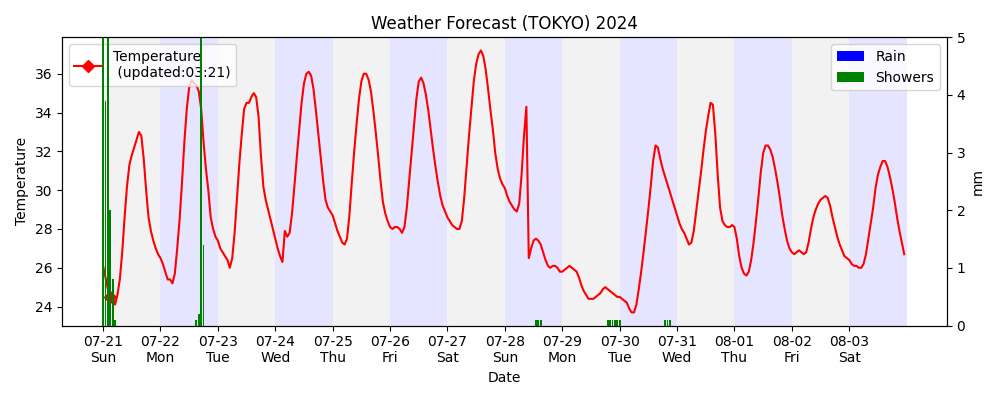 Weather Forecast (TOKYO) 2024
Temperature
(updated:03:21)
Rain
Showers
Temperature
36
34
32
30
28
26
24
5
4
3
2
1
0
mm
07-21 07-22 07-23 07-24 07-25 07-26 07-27 07-28 07-29 07-30 07-31 08-01 08-02 08-03
Sun Mon Tue Wed Thu Fri Sat Sun Mon Tue Wed Thu Fri Sat
Date